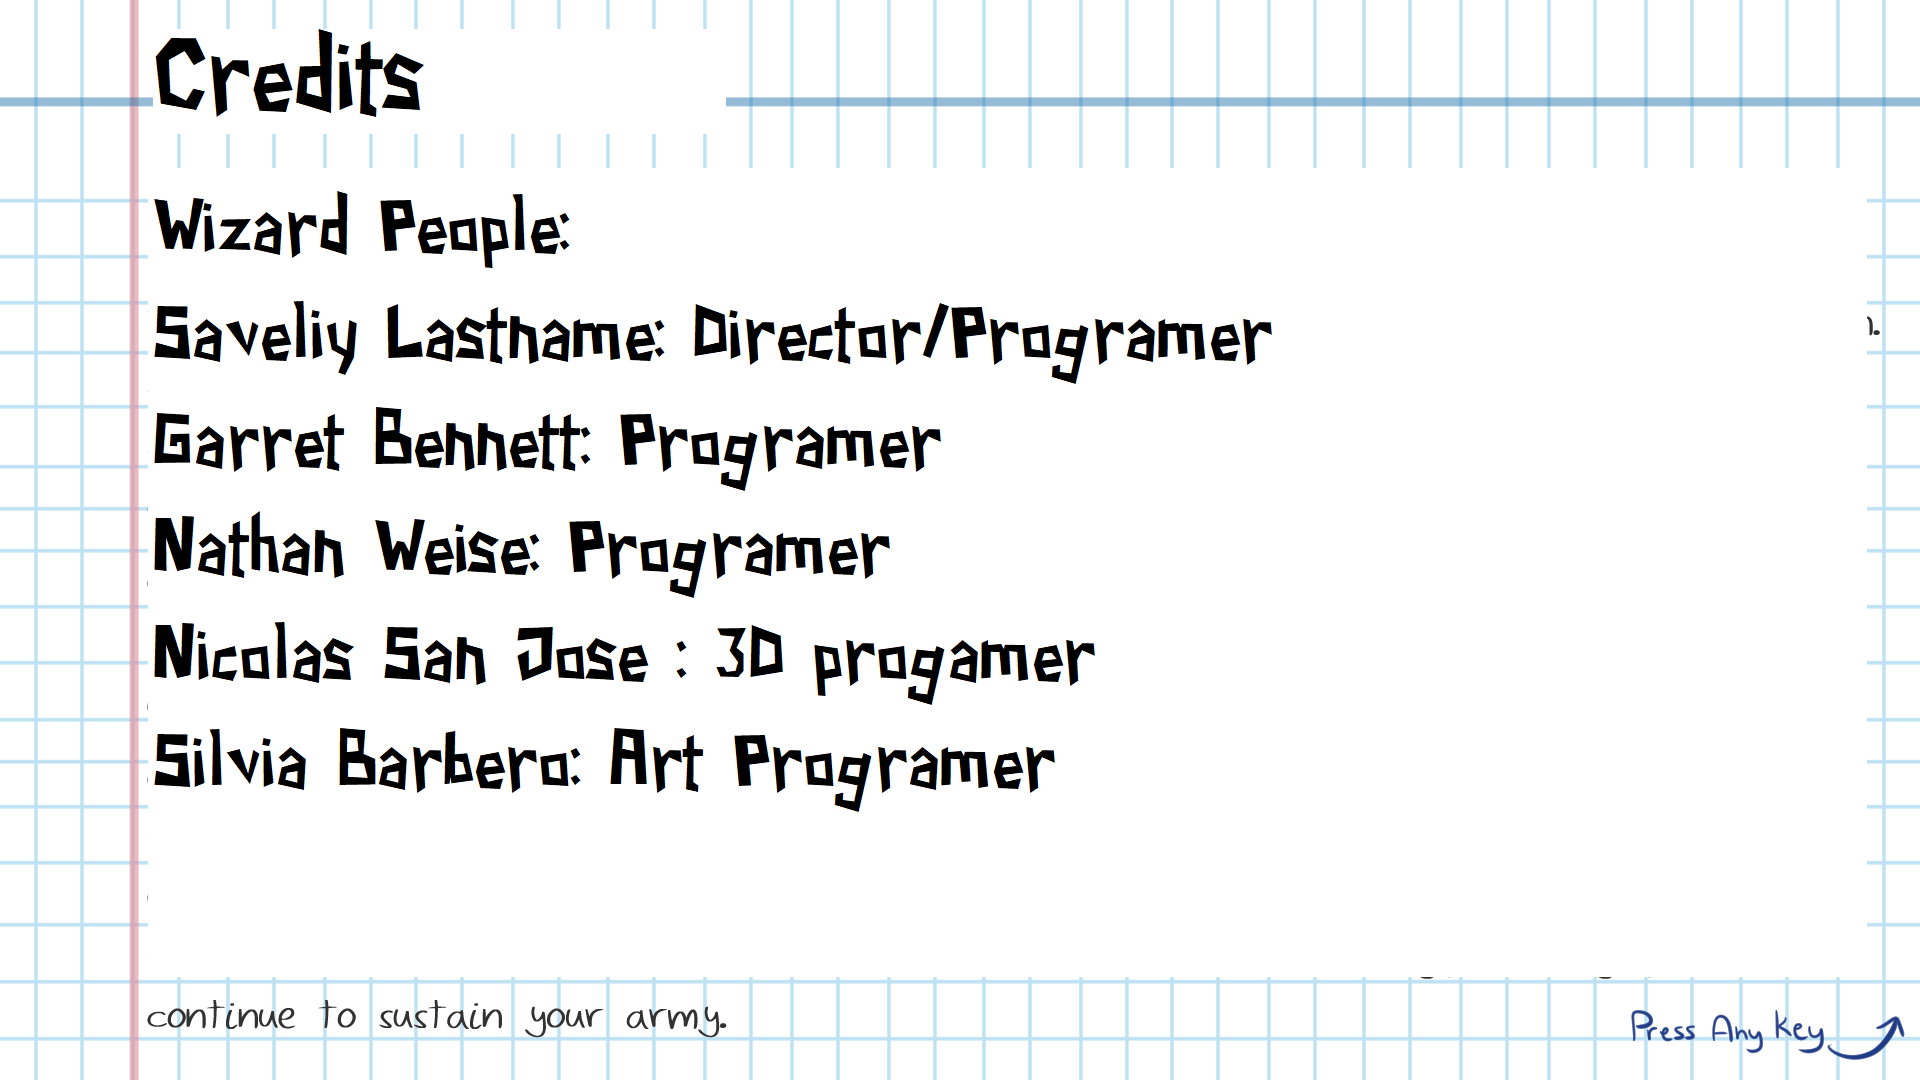 Credits
Wizard People:
Saveliy Lastname: Director/Programer
Garret Bennett: Programer
Nathan Weise: Programer
Nicolas San Jose : 3D progamer
Silvia Barbero: Art Programer
continue to sustain your army.
Press Any Key